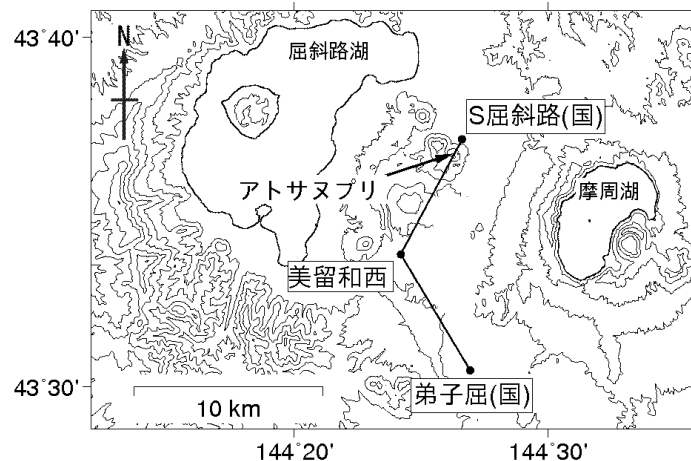 43°40'
N
屈斜路湖
S屈斜路(国)
アトサヌプリ
摩周湖
美留和西
43°30'
弟子屈(国)
10 km
144°20'
144°30'